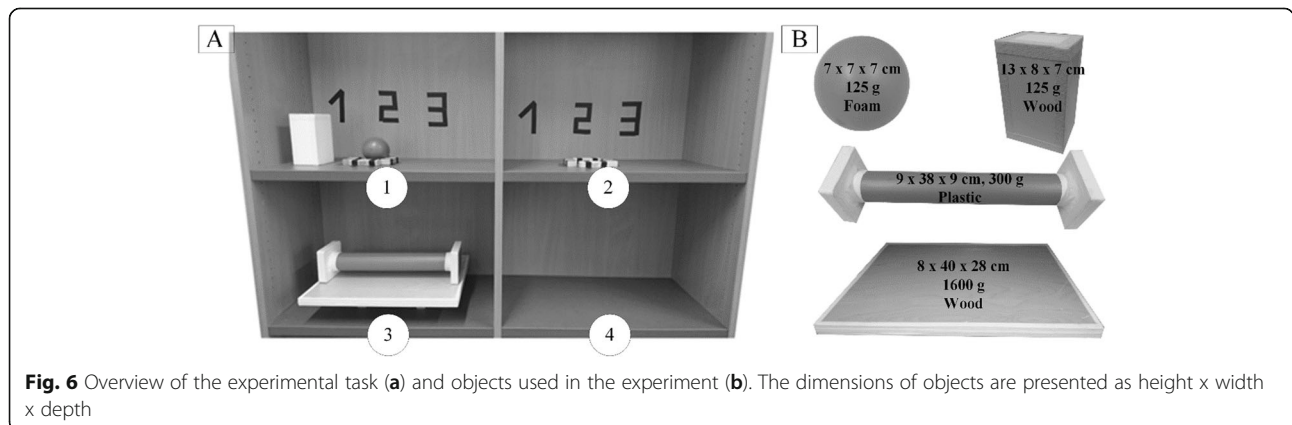 A
1 2 3
1 2 3
1
2
3
4
B
7 x 7 x 7 cm
125 g
Foam
13 x 8 x 7 cm
125 g
Wood
9 x 38 x 9 cm, 300 g
Plastic
8 x 40 x 28 cm
1600 g
Wood
Fig. 6 Overview of the experimental task (a) and objects used in the experiment (b). The dimensions of objects are presented as height x width
x depth